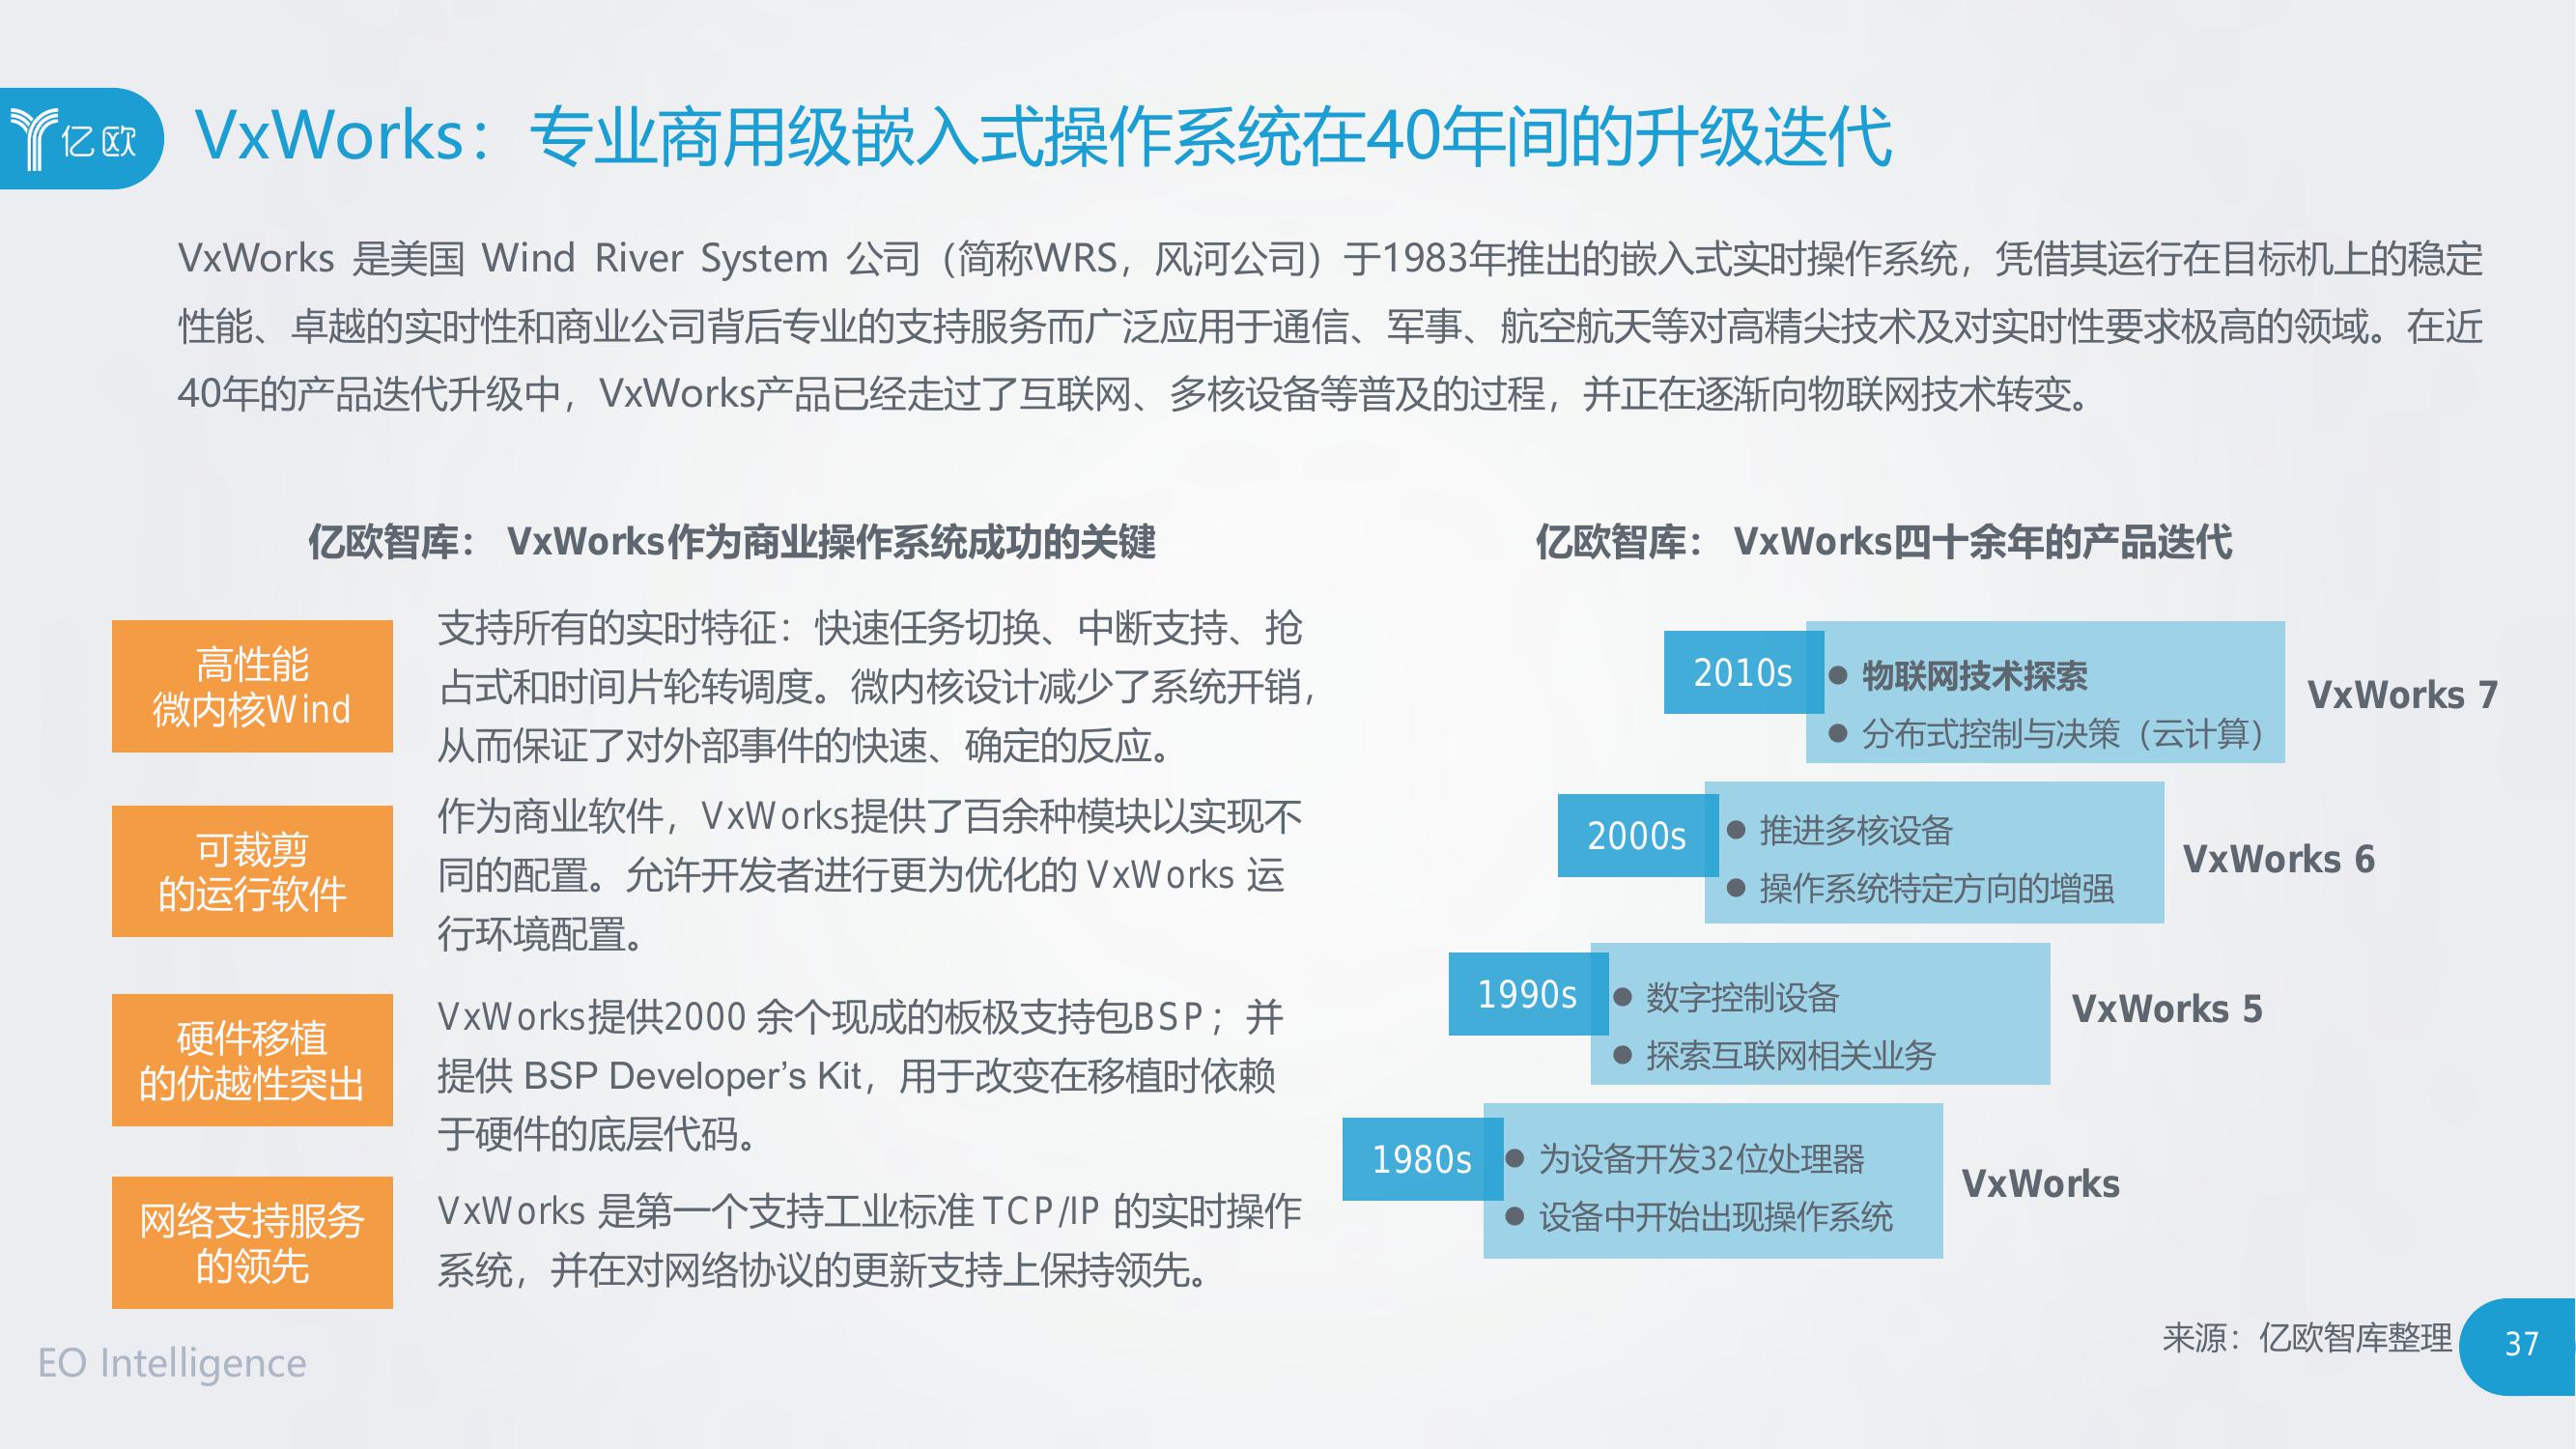 亿欧
VxWorks：专业商用级嵌入式操作系统在40年间的升级迭代
VxWorks 是美国 Wind River System 公司（简称WRS，风河公司）于1983年推出的嵌入式实时操作系统，凭借其运行在目标机上的稳定
性能、卓越的实时性和商业公司背后专业的支持服务而广泛应用于通信、军事、航空航天等对高精尖技术及对实时性要求极高的领域。在近
40年的产品迭代升级中，VxWorks产品已经走过了互联网、多核设备等普及的过程，并正在逐渐向物联网技术转变。
亿欧智库： VxWorks作为商业操作系统成功的关键
高性能
微内核Wind
支持所有的实时特征：快速任务切换、中断支持、抢
占式和时间片轮转调度。微内核设计减少了系统开销，
从而保证了对外部事件的快速、确定的反应。
可裁剪
的运行软件
作为商业软件，VxWorks提供了百余种模块以实现不
同的配置。允许开发者进行更为优化的 VxWorks 运
行环境配置。
硬件移植
的优越性突出
VxWorks提供2000 余个现成的板极支持包BSP；并
提供 BSP Developer’s Kit，用于改变在移植时依赖
于硬件的底层代码。
网络支持服务
的领先
VxWorks 是第一个支持工业标准 TCP/IP 的实时操作
系统，并在对网络协议的更新支持上保持领先。
亿欧智库： VxWorks四十余年的产品迭代
2010s
● 物联网技术探索
● 分布式控制与决策（云计算）
VxWorks 7
2000s
● 推进多核设备
● 操作系统特定方向的增强
VxWorks 6
1990s
● 数字控制设备
● 探索互联网相关业务
VxWorks 5
1980s
● 为设备开发32位处理器
● 设备中开始出现操作系统
VxWorks
来源：亿欧智库整理
37
EO Intelligence